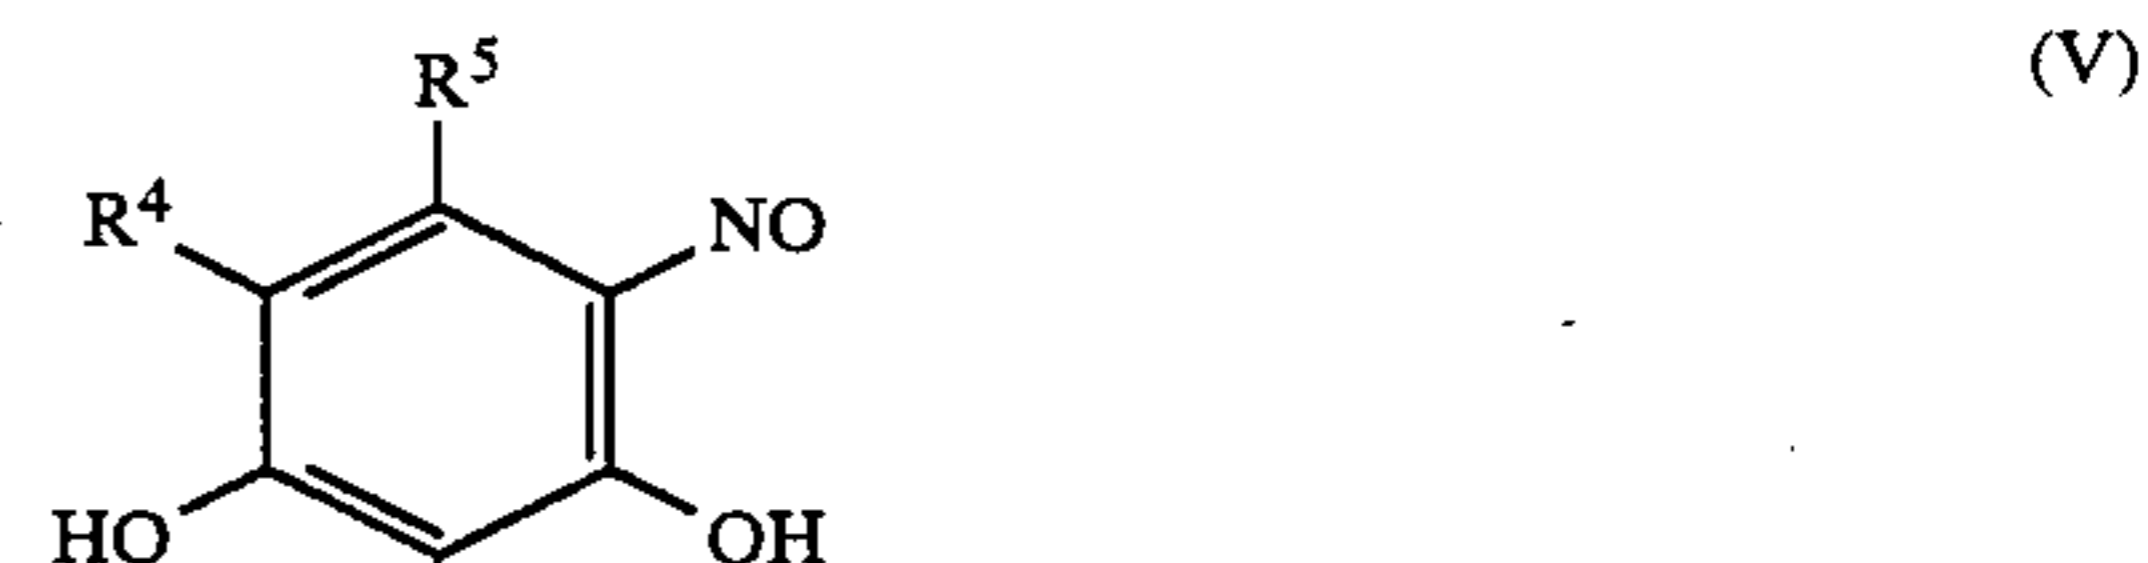 R⁵ (V)
R⁴ NO
HO OH